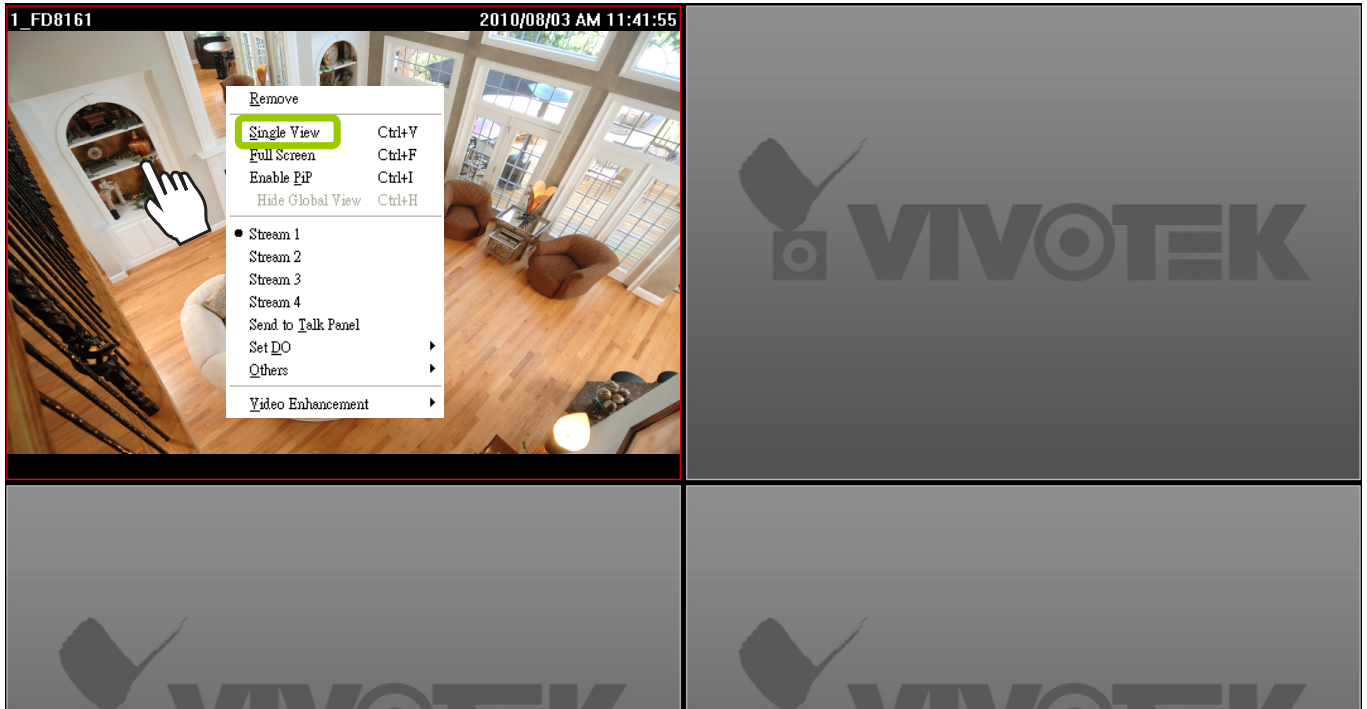 1_FD8161 2010/08/03 AM 11:41:55
Remove
Single View Ctrl+V
Full Screen Ctrl+F
Enable PiP Ctrl+I
Hide Global View Ctrl+H
Stream 1
Stream 2
Stream 3
Stream 4
Send to Talk Panel
Set DO
Others
Video Enhancement
VIVOTEK
VIVOTEK
VIVOTEK